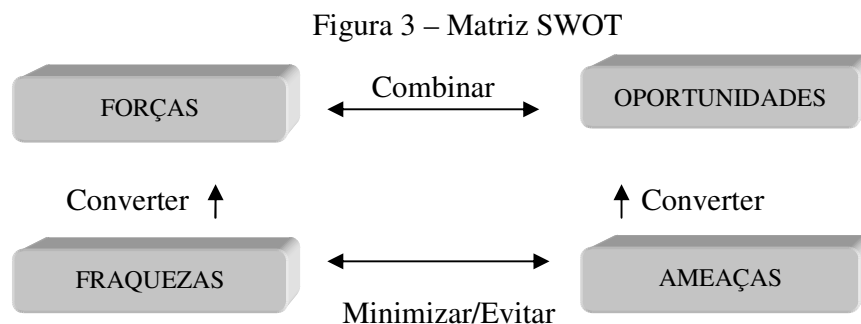 Figura 3 – Matriz SWOT
FORÇAS
Combinar
OPORTUNIDADES
Converter
Converter
FRAQUEZAS
AMEAÇAS
Minimizar/Evitar